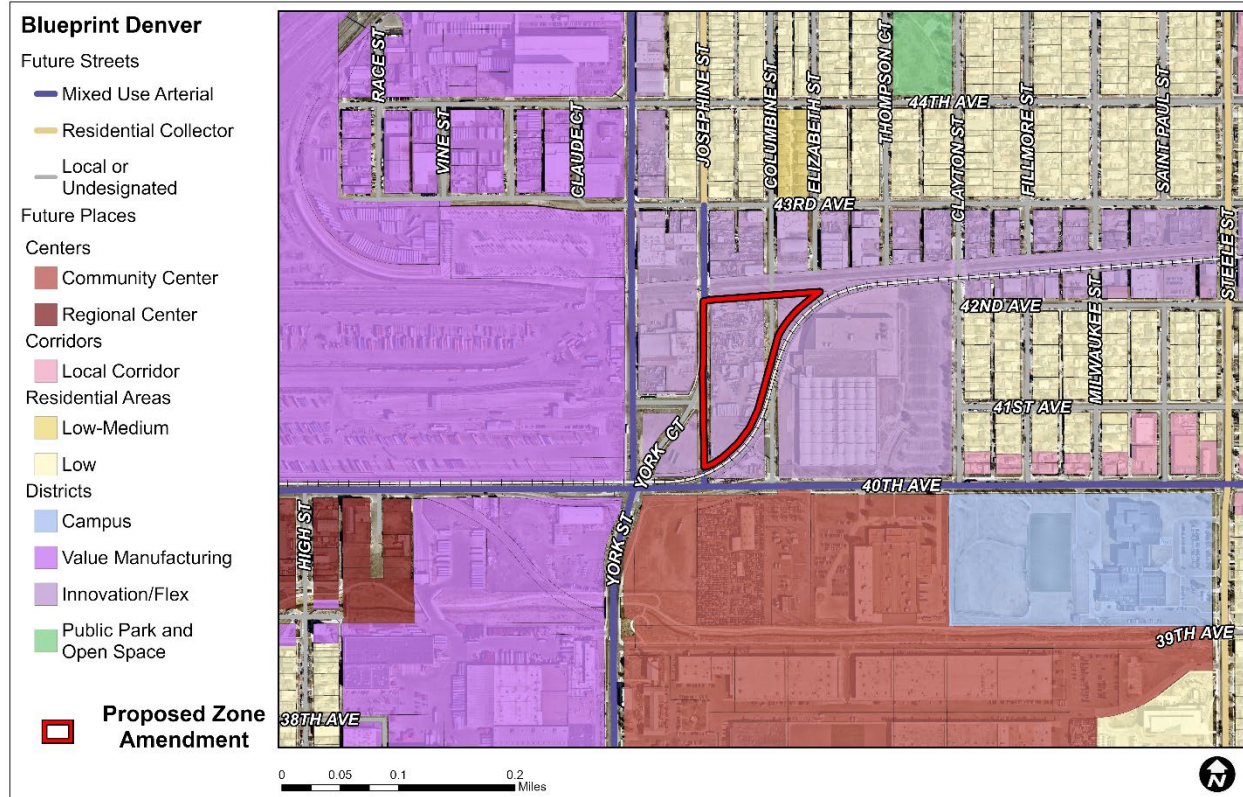 Blueprint Denver
Future Streets
Mixed Use Arterial
Residential Collector
Local or
Undesignated
Future Places
Centers
Community Center
Regional Center
Corridors
Local Corridor
Residential Areas
Low-Medium
Low
Districts
Campus
Value Manufacturing
Innovation/Flex
Public Park and
Open Space
Proposed Zone
Amendment
RACE ST
VINE ST
CLAUDE CT
JOSEPHINE ST
COLUMBINE ST
ELIZABETH ST
THOMPSON CT
44TH AVE
CLAYTON ST
FILLMORE ST
SAINT PAUL ST
43RD AVE
STEELE ST
42ND AVE
MILWAUKEE ST
41ST AVE
YORK CT
40TH AVE
HIGH ST
YORK ST
39TH AVE
38TH AVE
0 0.05 0.1 0.2
Miles
N